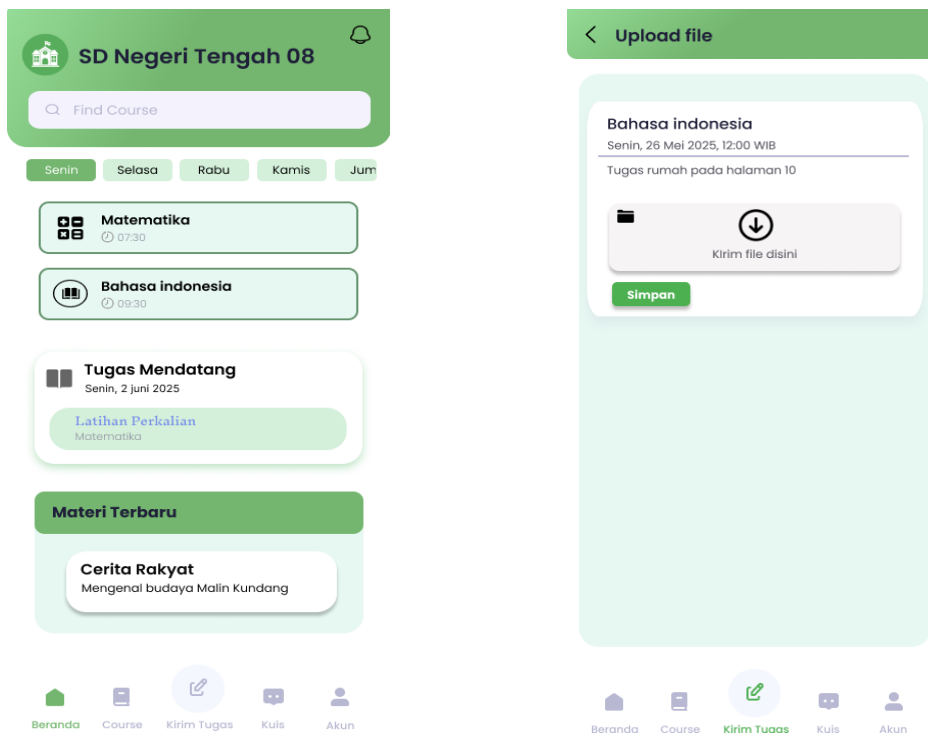 SD Negeri Tengah 08
Find Course
Senin Selasa Rabu Kamis Jum
Matematika
07:30
Bahasa indonesia
09:30
Tugas Mendatang
Senin, 2 juni 2025
Latihan Perkalian
Matematika
Materi Terbaru
Cerita Rakyat
Mengenal budaya Malin Kundang
Beranda Course Kirim Tugas Kuis Akun
Upload file
Bahasa indonesia
Senin, 26 Mei 2025, 12:00 WIB
Tugas rumah pada halaman 10
KIrim file disini
Simpan
Beranda Course Kirim Tugas Kuis Akun